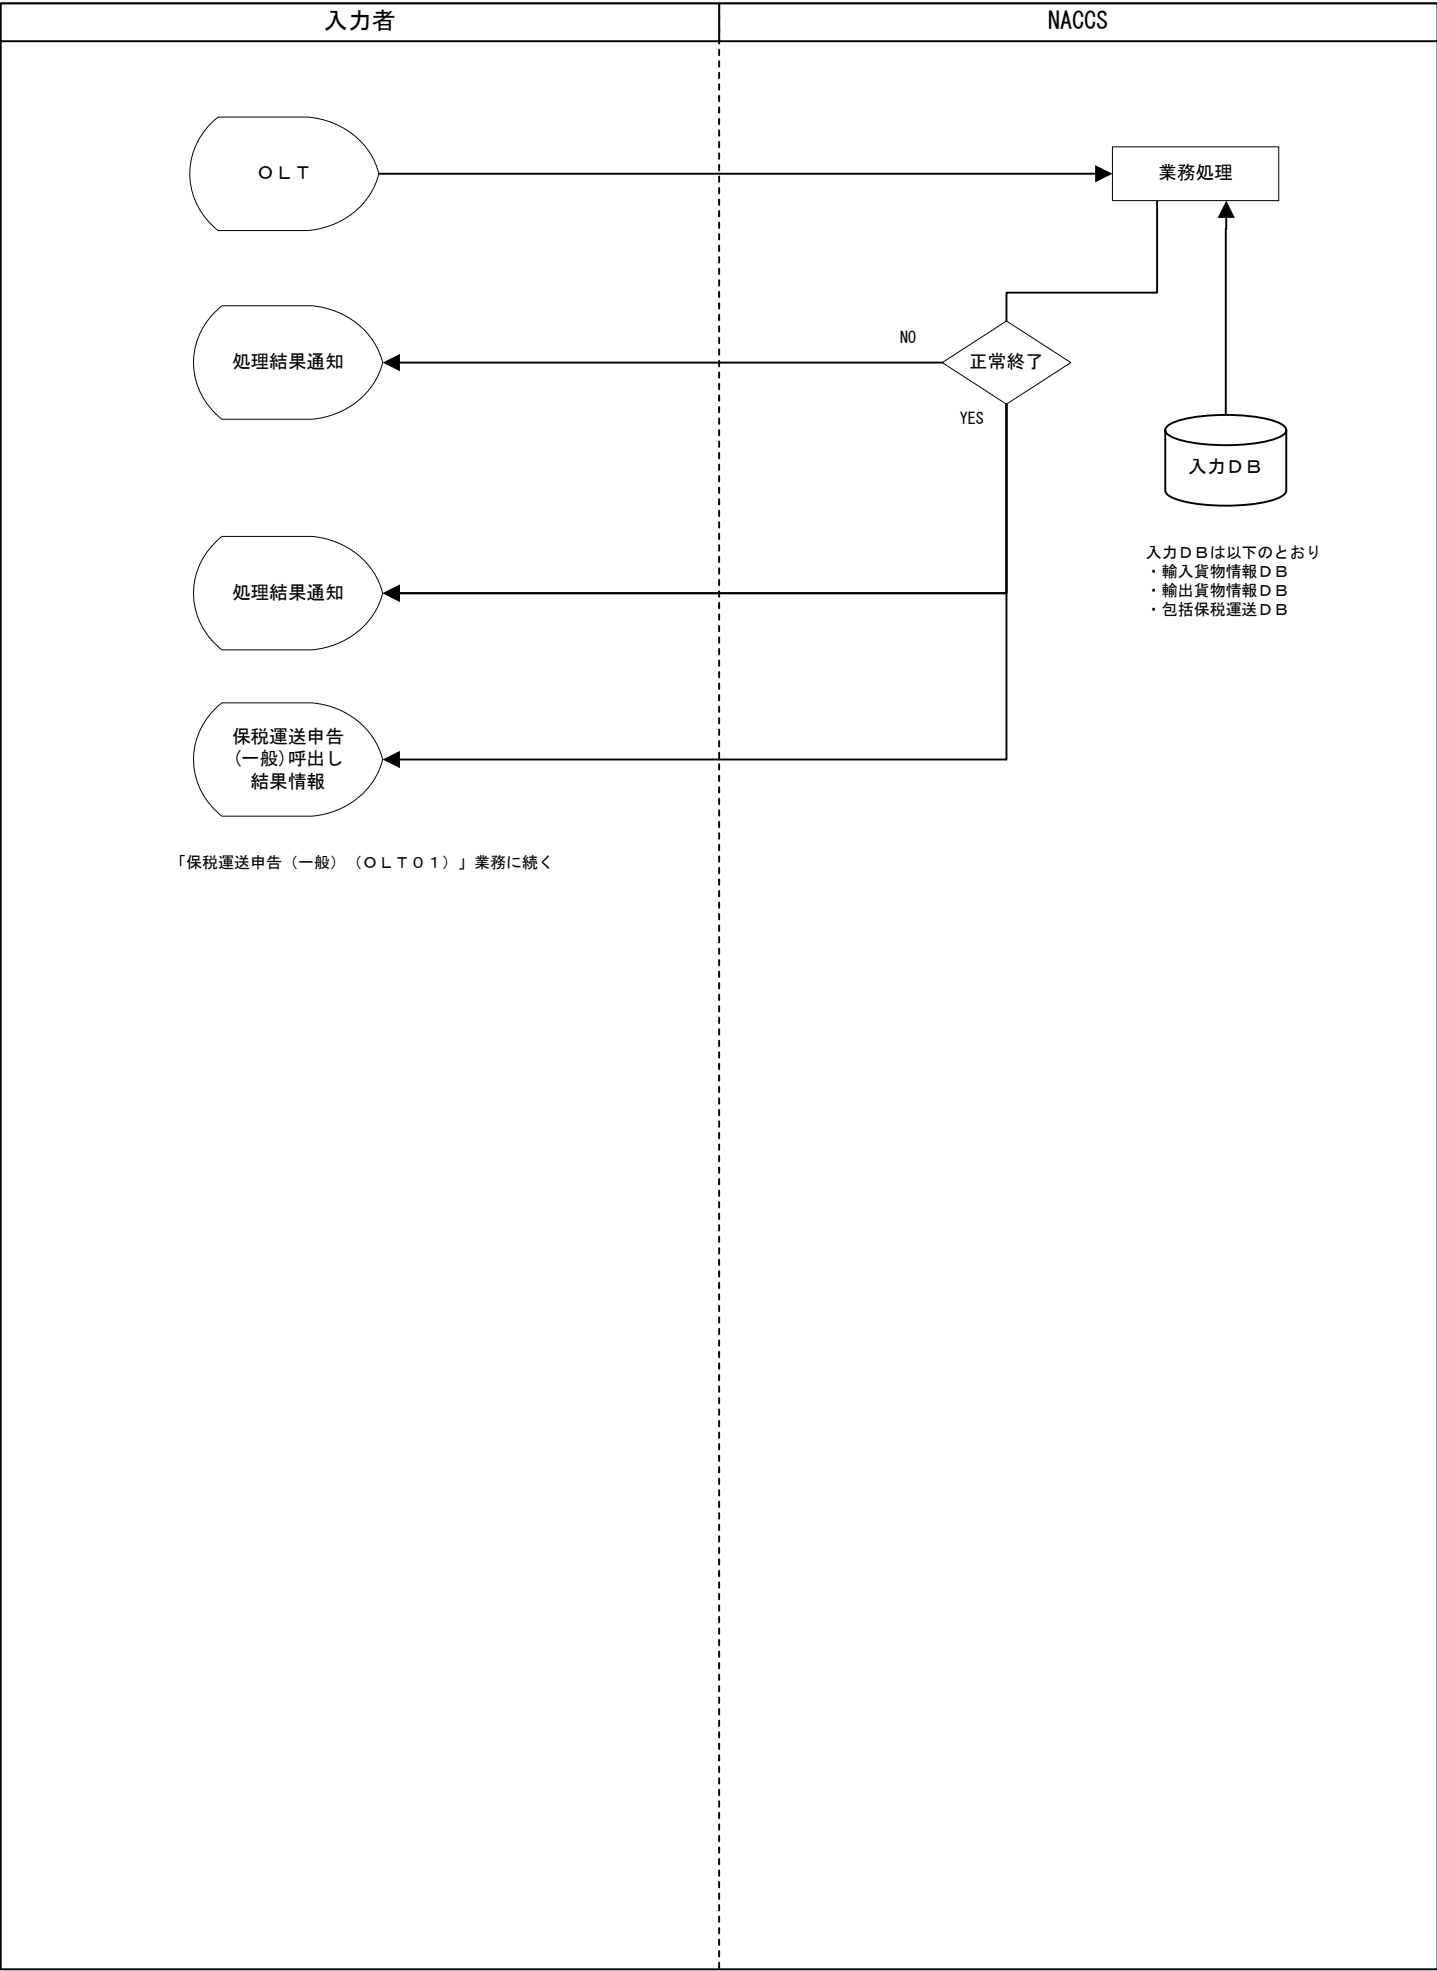 入力者
NACCS
ＯＬＴ
業務処理
処理結果通知
NO
正常終了
YES
入力ＤＢ
入力ＤＢは以下のとおり
・輸入貨物情報ＤＢ
・輸出貨物情報ＤＢ
・包括保税運送ＤＢ
処理結果通知
保税運送申告
(一般)呼出し
結果情報
「保税運送申告（一般）（ＯＬＴ０１）」業務に続く